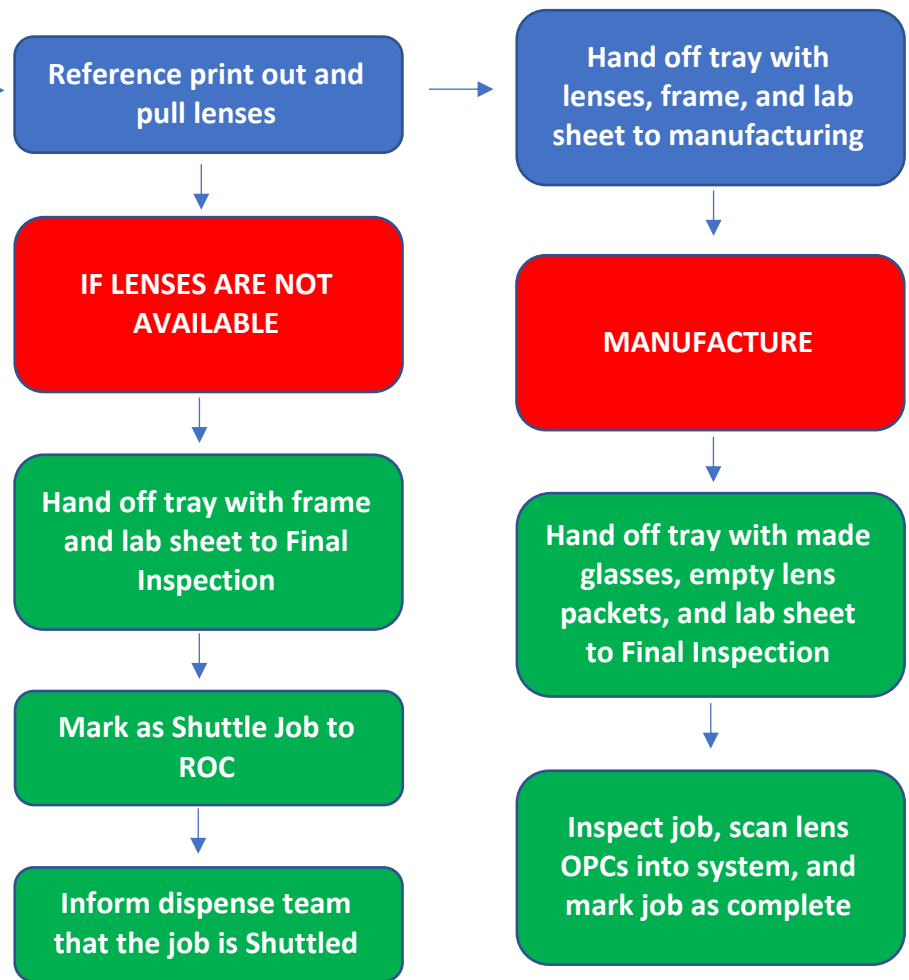 Reference print out and
pull lenses
IF LENSES ARE NOT
AVAILABLE
Hand off tray with frame
and lab sheet to Final
Inspection
Mark as Shuttle Job to
ROC
Inform dispense team
that the job is Shuttled
Hand off tray with
lenses, frame, and lab
sheet to manufacturing
MANUFACTURE
Hand off tray with made
glasses, empty lens
packets, and lab sheet
to Final Inspection
Inspect job, scan lens
OPCs into system, and
mark job as complete